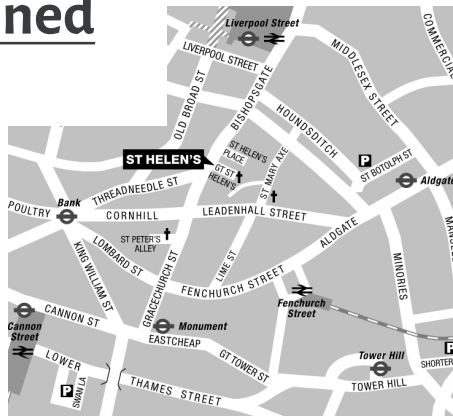 ned
Liverpool Street
LIVERPOOL STREET
MIDDLESEX STREET
BISHOPSGATE
OLD BROAD ST
HOUNDSDITCH
ST HELEN'S
PLACE
ST HELEN'S
GT ST
HELEN'S
ST MARY AXE
P
ST BOTOLPH ST
Aldgate
THREADNEEDLE ST
Bank
POULTRY
CORNHILL
LEADENHALL STREET
ST PETER'S
ALLEY
ALDGATE
LOMBARD ST
KING WILLIAM ST
GRACECHURCH ST
LIME ST
FENCHURCH STREET
MINORIES
Fenchurch
Street
CANNON ST
Cannon
Street
Monument
EASTCHEAP
GT TOWER ST
Tower Hill
P
SHORTER
TOWER HILL
LOWER
THAMES STREET
P
SWAN LA